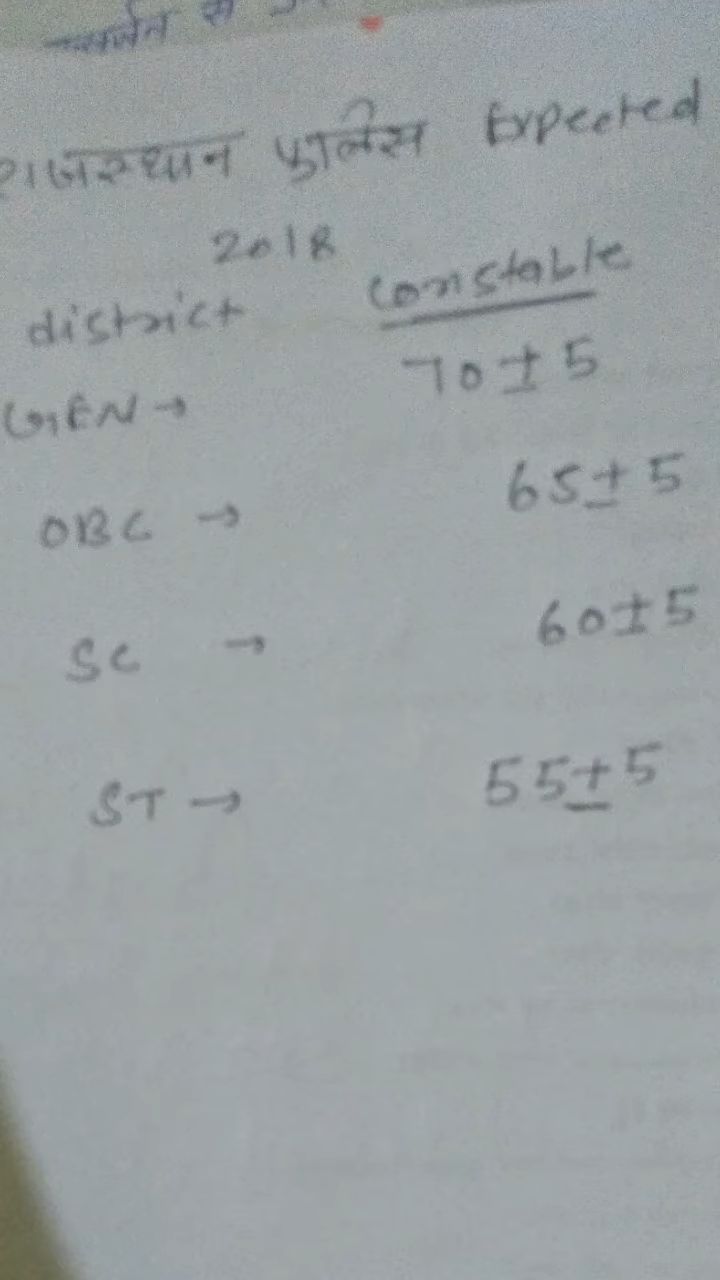 से
राजस्थान पुलिस Expected
2018
district constable
GEN → 70 ± 5
OBC → 65 ± 5
SC → 60 ± 5
ST → 55 ± 5